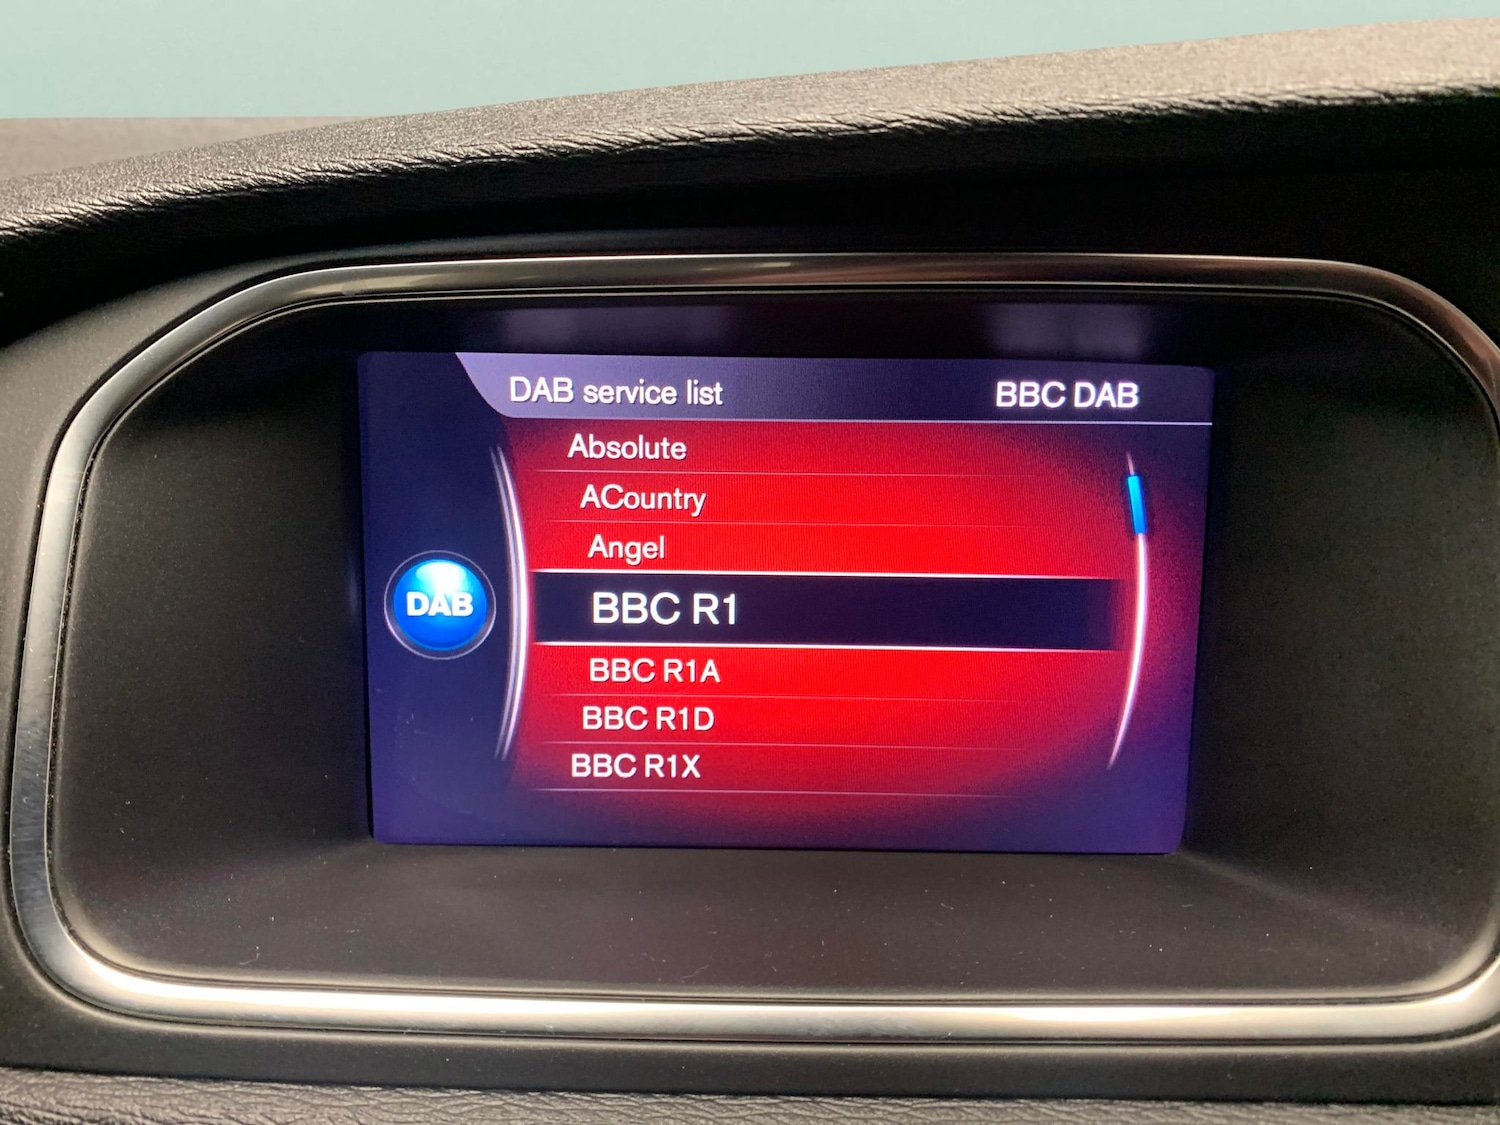 DAB service list BBC DAB
Absolute
ACountry
Angel
DAB
BBC R1
BBC R1A
BBC R1D
BBC R1X